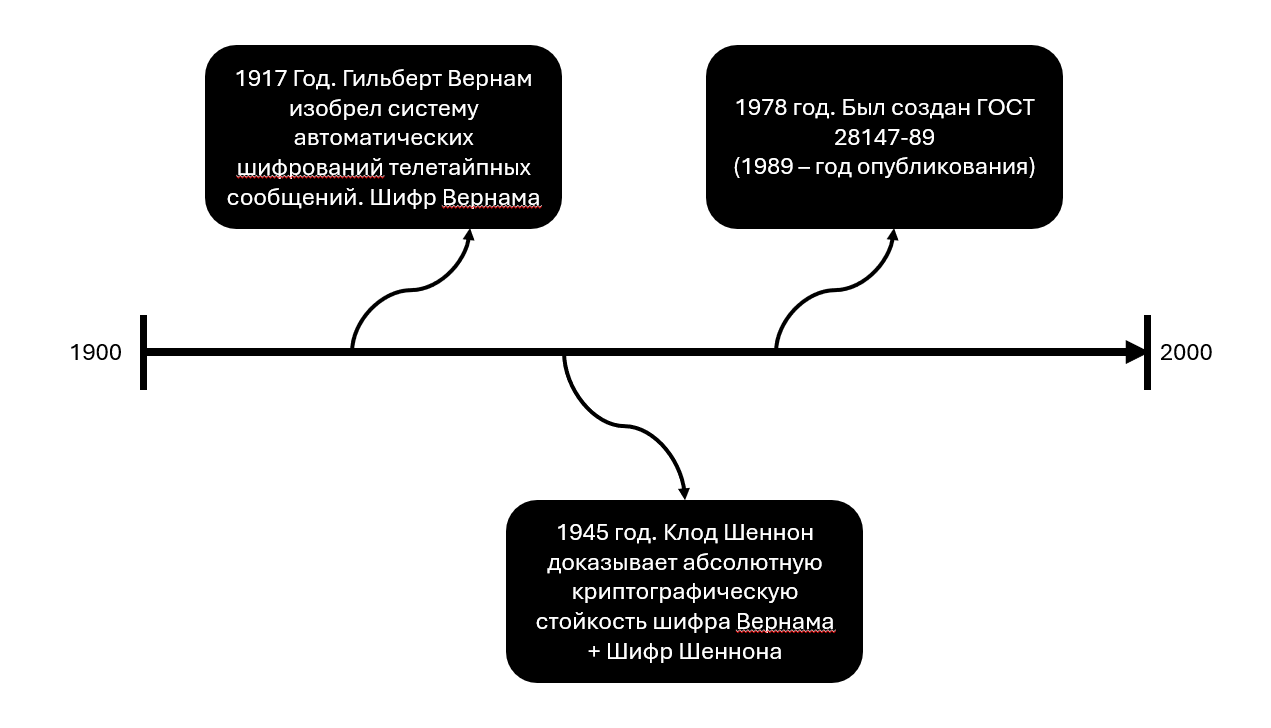 1917 Год. Гильберт Вернам
изобрел систему
автоматических
шифрований телетайпных
сообщений. Шифр Вернама
1978 год. Был создан ГОСТ
28147-89
(1989 – год опубликования)
1900
2000
1945 год. Клод Шеннон
доказывает абсолютную
криптографическую
стойкость шифра Вернама
+ Шифр Шеннона